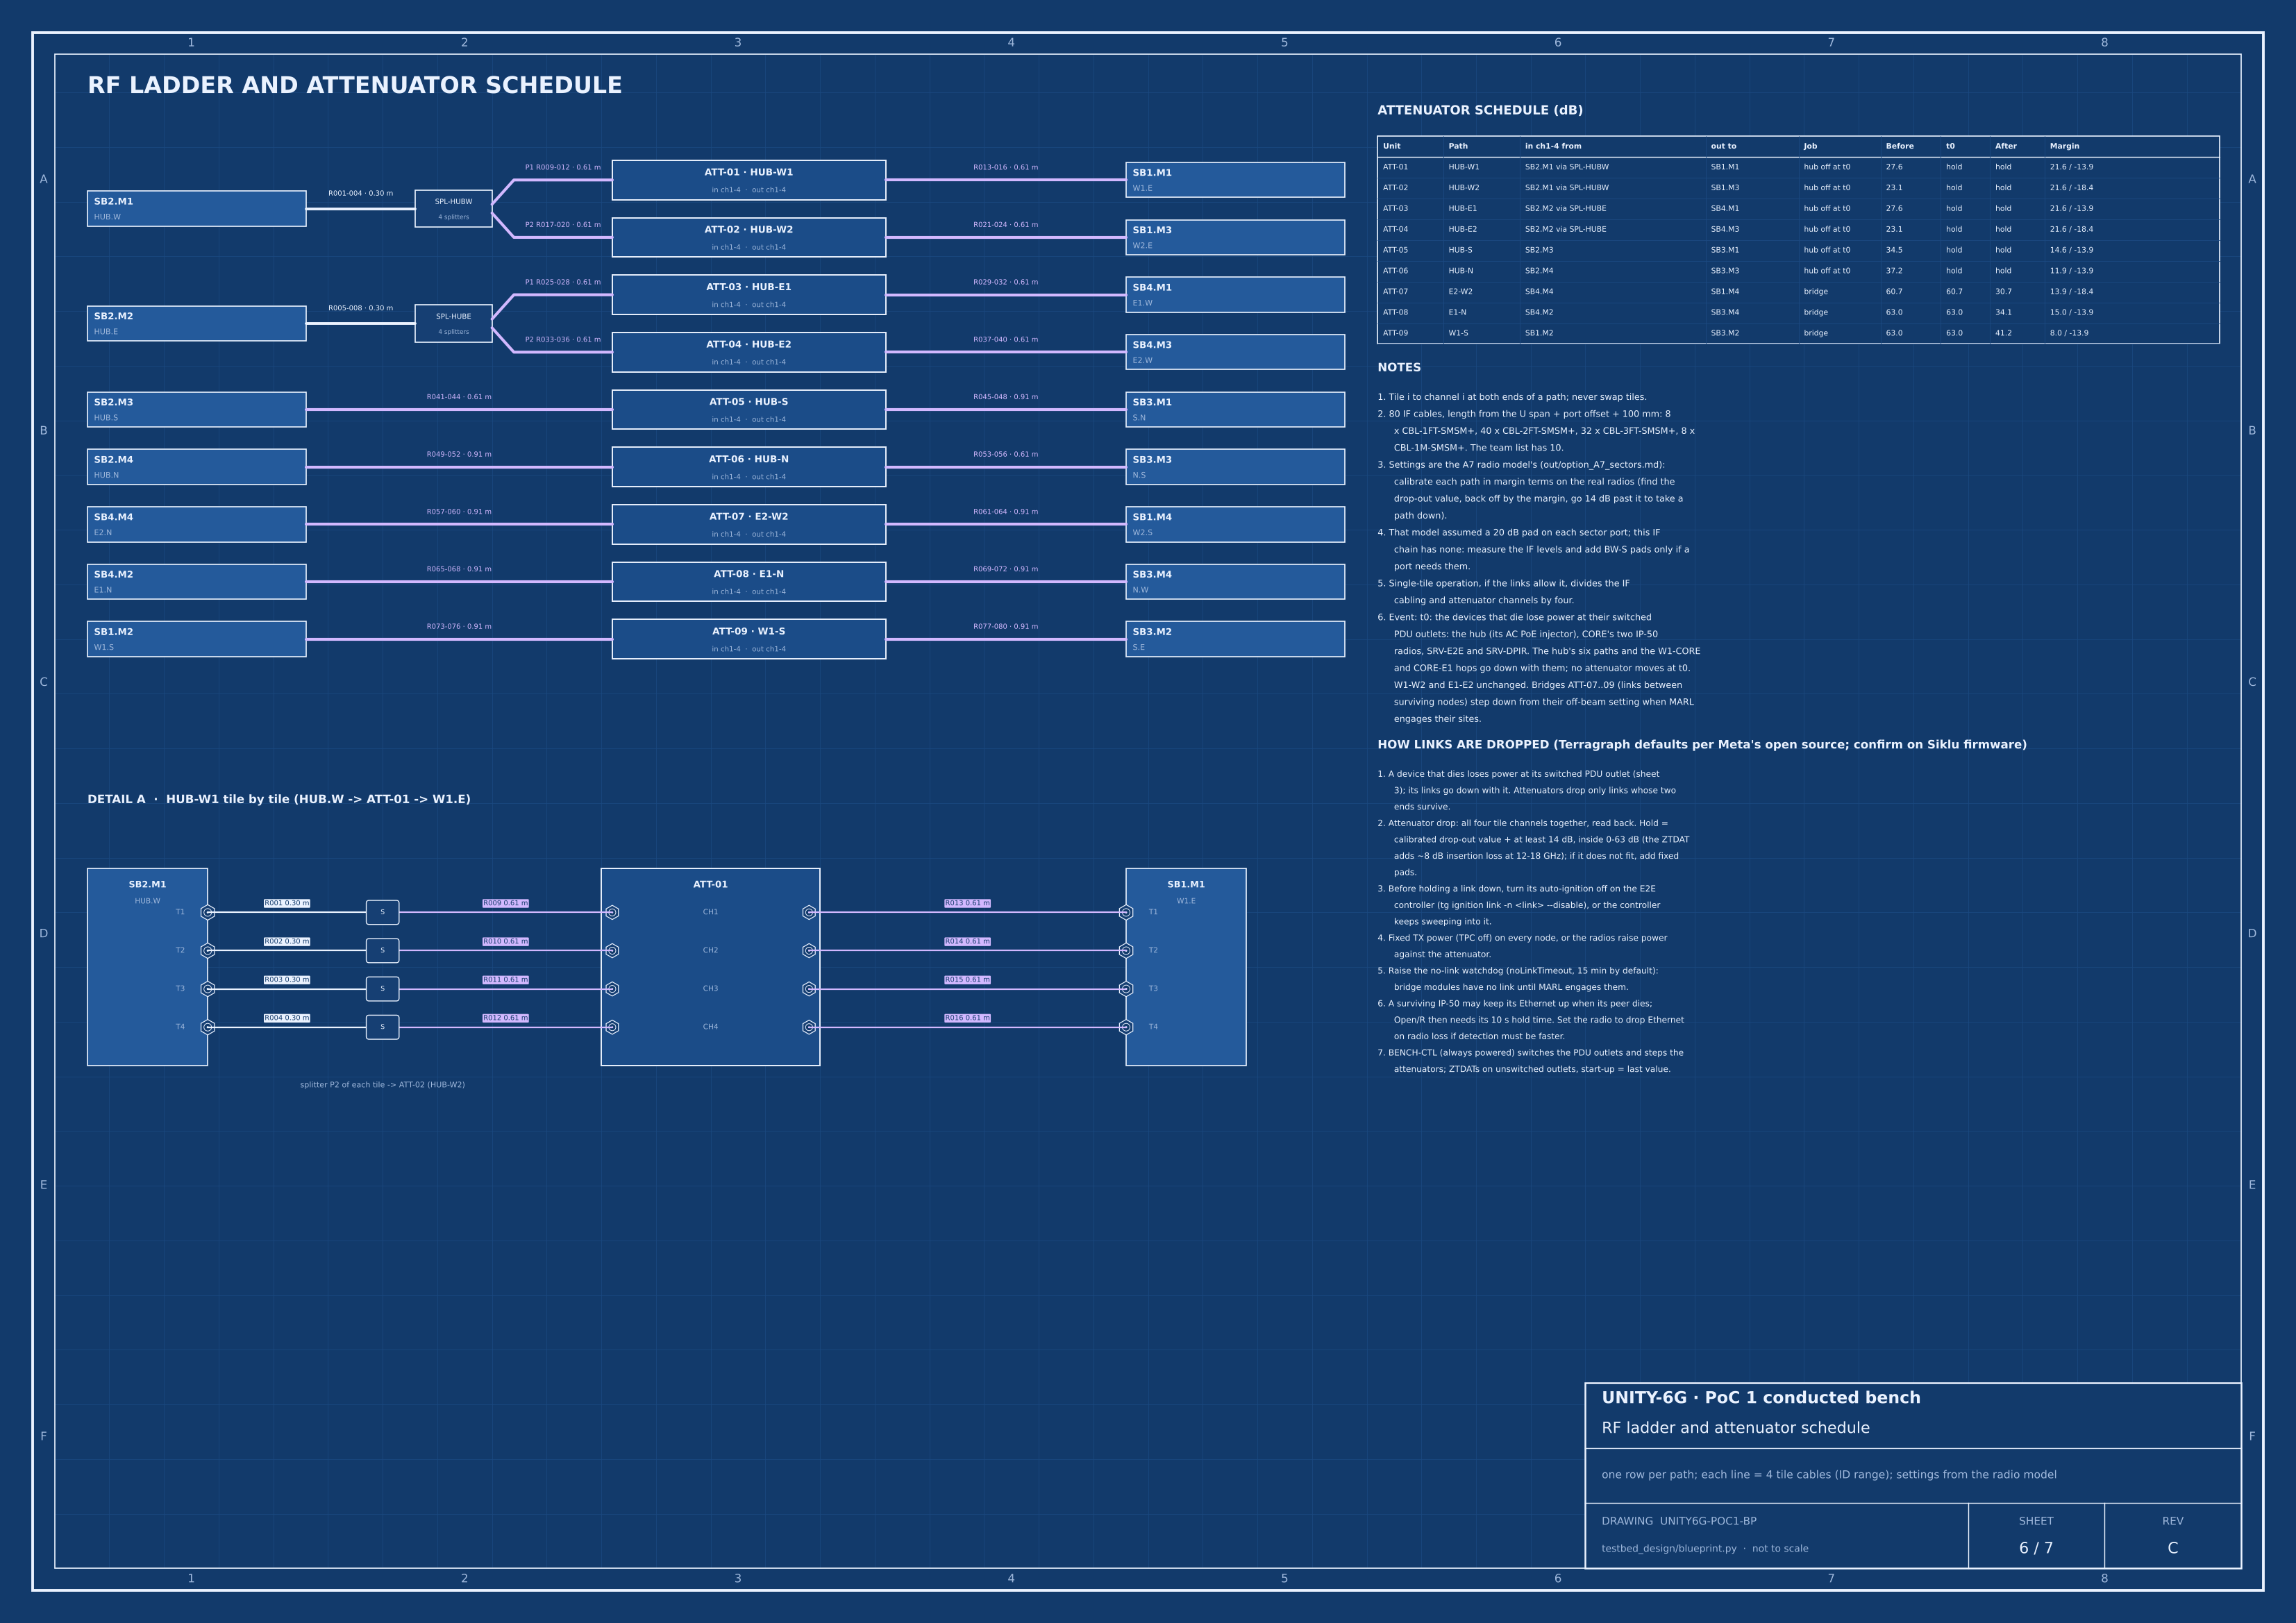 1 2 3 4 5 6 7 8
RF LADDER AND ATTENUATOR SCHEDULE
A
B
C
D
E
F
SB2.M1
HUB.W
R001-004 · 0.30 m
SPL-HUBW
4 splitters
P1 R009-012 · 0.61 m
ATT-01 · HUB-W1
in ch1-4 · out ch1-4
R013-016 · 0.61 m
SB1.M1
W1.E
P2 R017-020 · 0.61 m
ATT-02 · HUB-W2
in ch1-4 · out ch1-4
R021-024 · 0.61 m
SB1.M3
W2.E
SB2.M2
HUB.E
R005-008 · 0.30 m
SPL-HUBE
4 splitters
P1 R025-028 · 0.61 m
ATT-03 · HUB-E1
in ch1-4 · out ch1-4
R029-032 · 0.61 m
SB4.M1
E1.W
P2 R033-036 · 0.61 m
ATT-04 · HUB-E2
in ch1-4 · out ch1-4
R037-040 · 0.61 m
SB4.M3
E2.W
SB2.M3
HUB.S
R041-044 · 0.61 m
ATT-05 · HUB-S
in ch1-4 · out ch1-4
R045-048 · 0.91 m
SB3.M1
S.N
SB2.M4
HUB.N
R049-052 · 0.91 m
ATT-06 · HUB-N
in ch1-4 · out ch1-4
R053-056 · 0.61 m
SB3.M3
N.S
SB4.M4
E2.N
R057-060 · 0.91 m
ATT-07 · E2-W2
in ch1-4 · out ch1-4
R061-064 · 0.91 m
SB1.M4
W2.S
SB4.M2
E1.N
R065-068 · 0.91 m
ATT-08 · E1-N
in ch1-4 · out ch1-4
R069-072 · 0.91 m
SB3.M4
N.W
SB1.M2
W1.S
R073-076 · 0.91 m
ATT-09 · W1-S
in ch1-4 · out ch1-4
R077-080 · 0.91 m
SB3.M2
S.E
DETAIL A · HUB-W1 tile by tile (HUB.W -> ATT-01 -> W1.E)
SB2.M1
HUB.W
ATT-01
SB1.M1
W1.E
T1 R001 0.30 m S R009 0.61 m CH1 R013 0.61 m T1
T2 R002 0.30 m S R010 0.61 m CH2 R014 0.61 m T2
T3 R003 0.30 m S R011 0.61 m CH3 R015 0.61 m T3
T4 R004 0.30 m S R012 0.61 m CH4 R016 0.61 m T4
splitter P2 of each tile -> ATT-02 (HUB-W2)
ATTENUATOR SCHEDULE (dB)
Unit Path in ch1-4 from out to Job Before t0 After Margin
ATT-01 HUB-W1 SB2.M1 via SPL-HUBW SB1.M1 hub off at t0 27.6 hold hold 21.6 / -13.9
ATT-02 HUB-W2 SB2.M1 via SPL-HUBW SB1.M3 hub off at t0 23.1 hold hold 21.6 / -18.4
ATT-03 HUB-E1 SB2.M2 via SPL-HUBE SB4.M1 hub off at t0 27.6 hold hold 21.6 / -13.9
ATT-04 HUB-E2 SB2.M2 via SPL-HUBE SB4.M3 hub off at t0 23.1 hold hold 21.6 / -18.4
ATT-05 HUB-S SB2.M3 SB3.M1 hub off at t0 34.5 hold hold 14.6 / -13.9
ATT-06 HUB-N SB2.M4 SB3.M3 hub off at t0 37.2 hold hold 11.9 / -13.9
ATT-07 E2-W2 SB4.M4 SB1.M4 bridge 60.7 60.7 30.7 13.9 / -18.4
ATT-08 E1-N SB4.M2 SB3.M4 bridge 63.0 63.0 34.1 15.0 / -13.9
ATT-09 W1-S SB1.M2 SB3.M2 bridge 63.0 63.0 41.2 8.0 / -13.9
NOTES
1. Tile i to channel i at both ends of a path; never swap tiles.
2. 80 IF cables, length from the U span + port offset + 100 mm: 8
x CBL-1FT-SMSM+, 40 x CBL-2FT-SMSM+, 32 x CBL-3FT-SMSM+, 8 x
CBL-1M-SMSM+. The team list has 10.
3. Settings are the A7 radio model's (out/option_A7_sectors.md):
calibrate each path in margin terms on the real radios (find the
drop-out value, back off by the margin, go 14 dB past it to take a
path down).
4. That model assumed a 20 dB pad on each sector port; this IF
chain has none: measure the IF levels and add BW-S pads only if a
port needs them.
5. Single-tile operation, if the links allow it, divides the IF
cabling and attenuator channels by four.
6. Event: t0: the devices that die lose power at their switched
PDU outlets: the hub (its AC PoE injector), CORE's two IP-50
radios, SRV-E2E and SRV-DPIR. The hub's six paths and the W1-CORE
and CORE-E1 hops go down with them; no attenuator moves at t0.
W1-W2 and E1-E2 unchanged. Bridges ATT-07..09 (links between
surviving nodes) step down from their off-beam setting when MARL
engages their sites.
HOW LINKS ARE DROPPED (Terragraph defaults per Meta's open source; confirm on Siklu firmware)
1. A device that dies loses power at its switched PDU outlet (sheet
3); its links go down with it. Attenuators drop only links whose two
ends survive.
2. Attenuator drop: all four tile channels together, read back. Hold =
calibrated drop-out value + at least 14 dB, inside 0-63 dB (the ZTDAT
adds ~8 dB insertion loss at 12-18 GHz); if it does not fit, add fixed
pads.
3. Before holding a link down, turn its auto-ignition off on the E2E
controller (tg ignition link -n <link> --disable), or the controller
keeps sweeping into it.
4. Fixed TX power (TPC off) on every node, or the radios raise power
against the attenuator.
5. Raise the no-link watchdog (noLinkTimeout, 15 min by default):
bridge modules have no link until MARL engages them.
6. A surviving IP-50 may keep its Ethernet up when its peer dies;
Open/R then needs its 10 s hold time. Set the radio to drop Ethernet
on radio loss if detection must be faster.
7. BENCH-CTL (always powered) switches the PDU outlets and steps the
attenuators; ZTDATs on unswitched outlets, start-up = last value.
A
B
C
D
E
F
UNITY-6G · PoC 1 conducted bench
RF ladder and attenuator schedule
one row per path; each line = 4 tile cables (ID range); settings from the radio model
DRAWING UNITY6G-POC1-BP
testbed_design/blueprint.py · not to scale
SHEET
6 / 7
REV
C
1 2 3 4 5 6 7 8